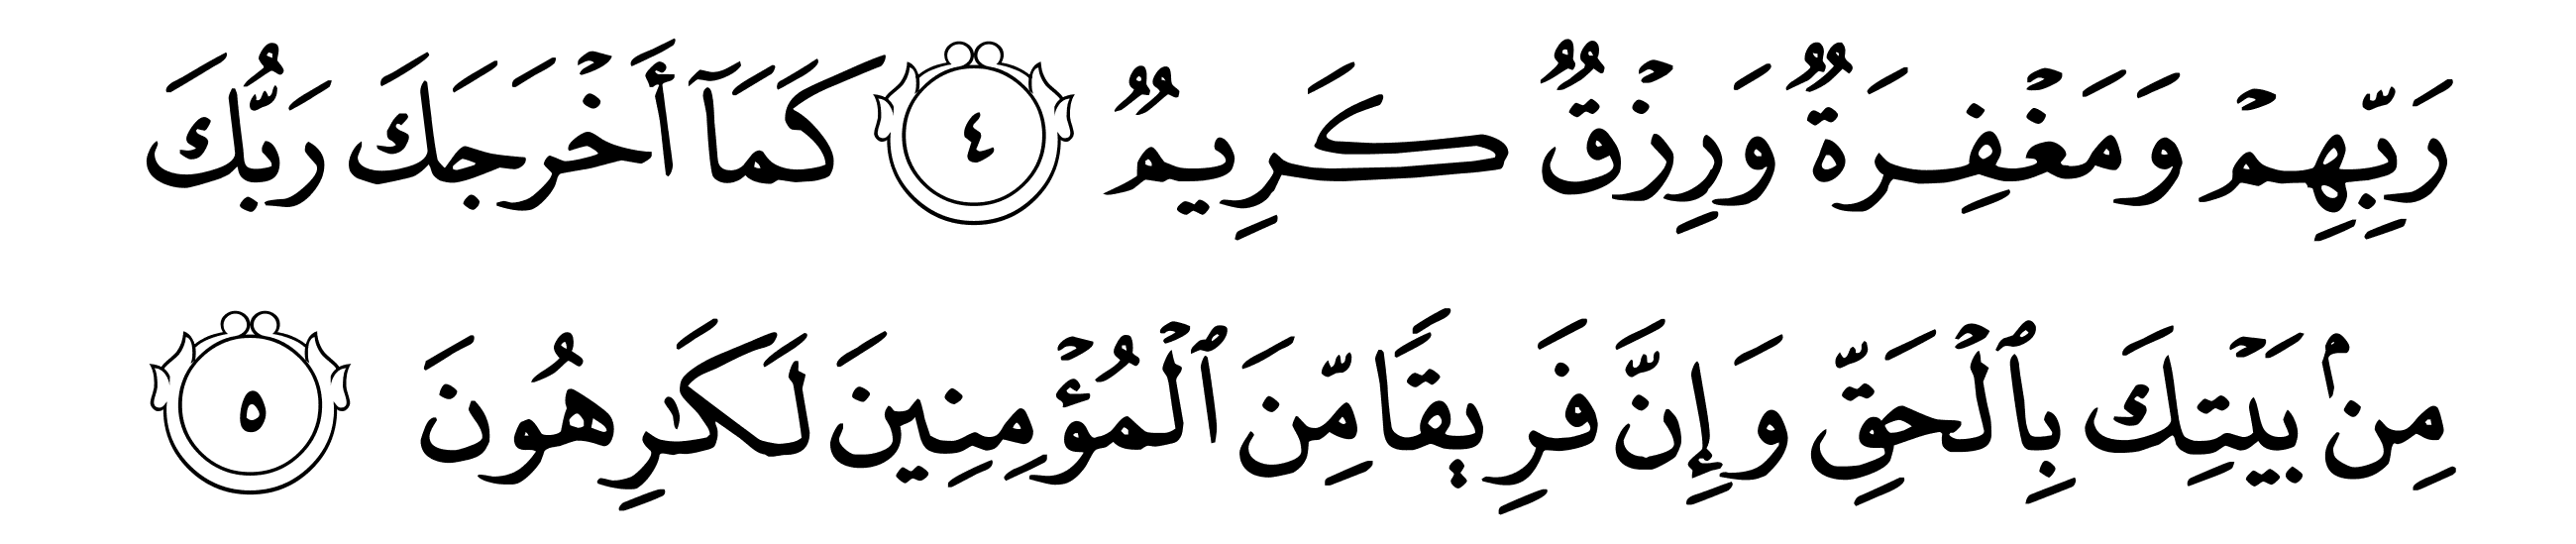 رَبِّهِمْ وَمَغْفِرَةٌ وَرِزْقٌ كَرِيمٌ ٤ كَمَآ أَخْرَجَكَ رَبُّكَ
مِنۢ بَيْتِكَ بِٱلْحَقِّ وَإِنَّ فَرِيقًا مِّنَ ٱلْمُؤْمِنِينَ لَكَٰرِهُونَ ٥